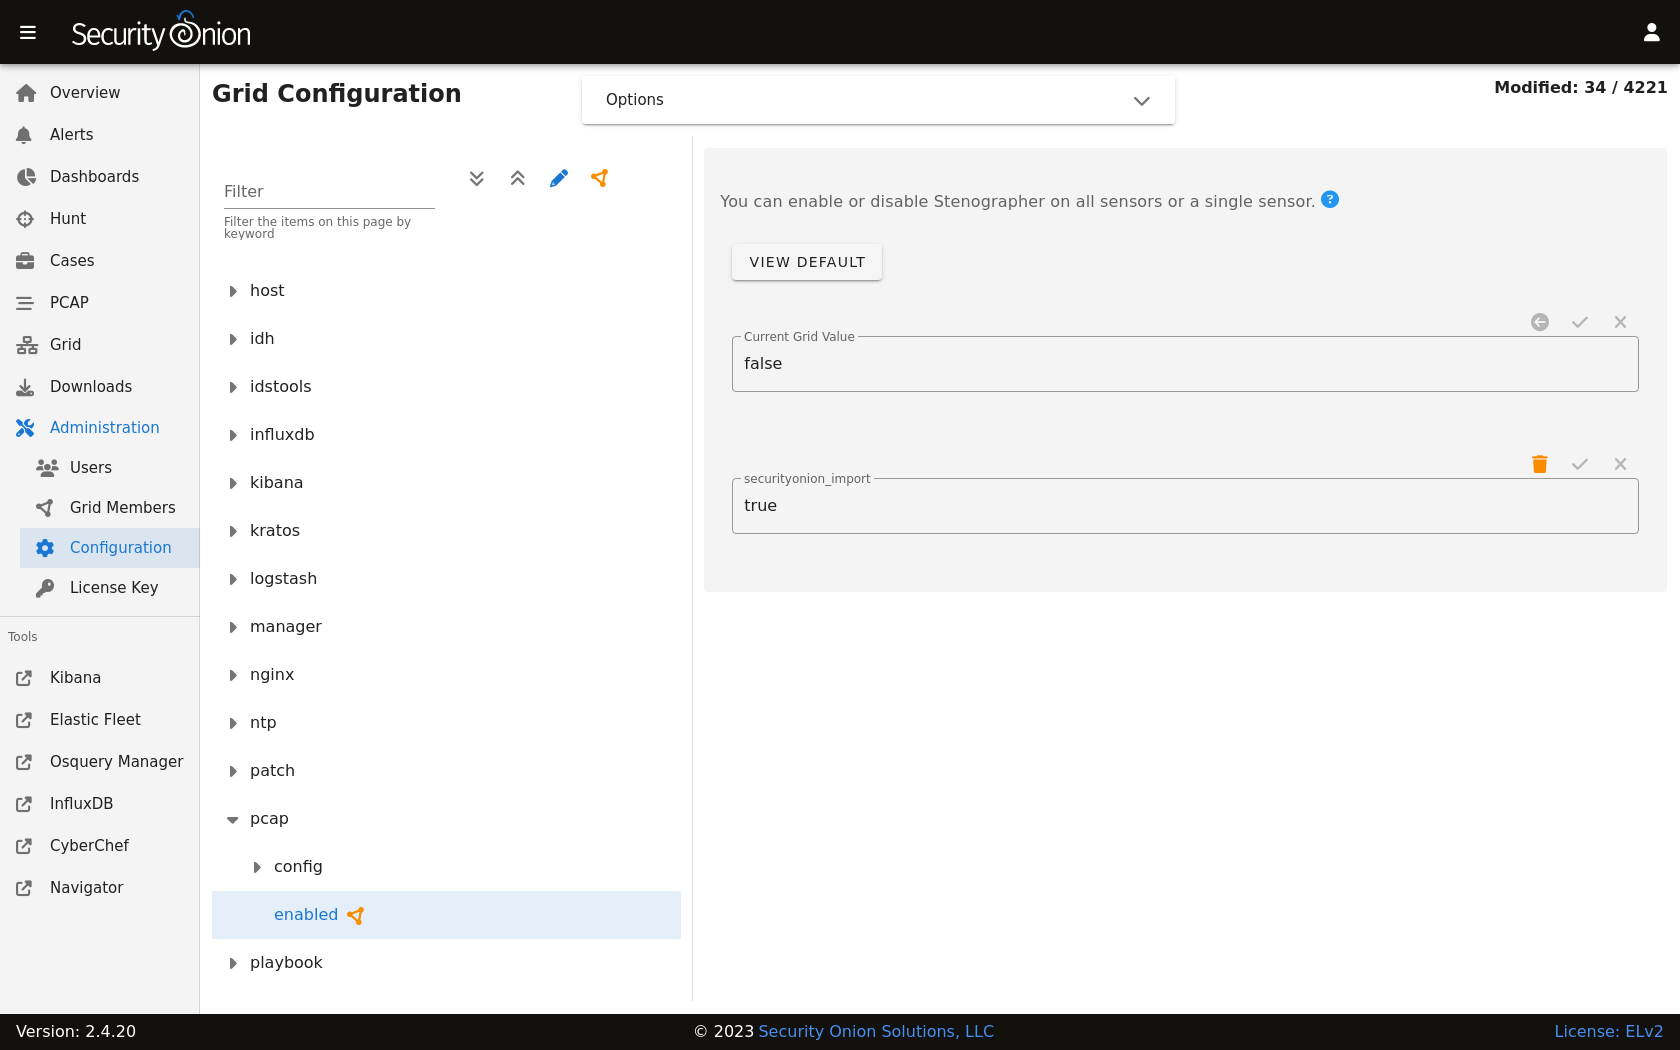 Security Onion
Overview
Alerts
Dashboards
Hunt
Cases
PCAP
Grid
Downloads
Administration
Users
Grid Members
Configuration
License Key
Tools
Kibana
Elastic Fleet
Osquery Manager
InfluxDB
CyberChef
Navigator
Grid Configuration
Options
Modified: 34 / 4221
Filter
Filter the items on this page by
keyword
host
idh
idstools
influxdb
kibana
kratos
logstash
manager
nginx
ntp
patch
pcap
config
enabled
playbook
You can enable or disable Stenographer on all sensors or a single sensor. ?
VIEW DEFAULT
Current Grid Value
false
securityonion_import
true
Version: 2.4.20
© 2023 Security Onion Solutions, LLC
License: ELv2